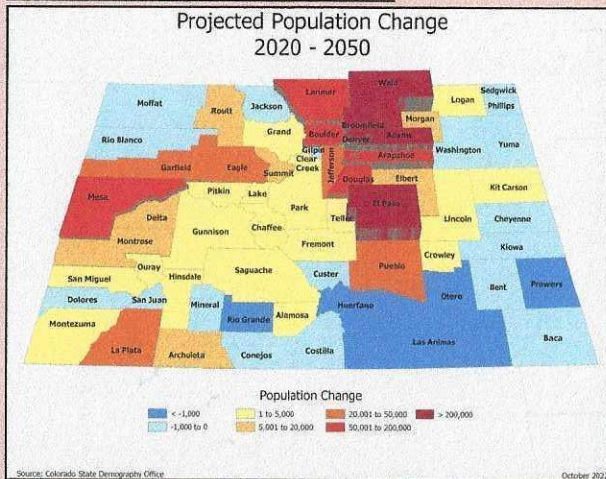 Projected Population Change
2020 - 2050
Moffat
Routt
Jackson
Larimer
Weld
Logan
Sedgwick
Phillips
Morgan
Rio Blanco
Grand
Boulder
Broomfield
Adams
Denver
Gilpin
Washington
Yuma
Garfield
Eagle
Summit
Clear
Creek
Jefferson
Arapahoe
Mesa
Pitkin
Lake
Park
Douglas
Elbert
Kit Carson
Delta
Gunnison
Chaffee
Teller
El Paso
Lincoln
Cheyenne
Montrose
Fremont
Kiowa
Ouray
Crowley
San Miguel
Hinsdale
Saguache
Custer
Pueblo
Dolores
San Juan
Mineral
Rio Grande
Alamosa
Huerfano
Otero
Bent
Prowers
Montezuma
La Plata
Archuleta
Conejos
Costilla
Las Animas
Baca
Population Change
< -1,000
1 to 5,000
20,001 to 50,000
> 200,000
-1,000 to 0
5,001 to 20,000
50,001 to 200,000
Source: Colorado State Demography Office
October 202